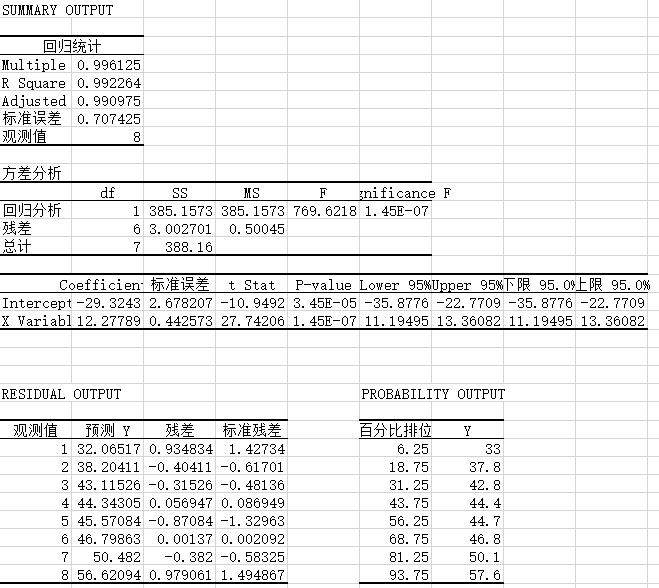 SUMMARY OUTPUT
回归统计
Multiple 0.996125
R Square 0.992264
Adjusted 0.990975
标准误差 0.707425
观测值 8
方差分析
df SS MS F gnificance F
回归分析 1 385.1573 385.1573 769.6218 1.45E-07
残差 6 3.002701 0.50045
总计 7 388.16
Coefficien 标准误差 t Stat P-value Lower 95% Upper 95% 下限 95.0% 上限 95.0%
Intercept -29.3243 2.678207 -10.9492 3.45E-05 -35.8776 -22.7709 -35.8776 -22.7709
X Variabl 12.27789 0.442573 27.74206 1.45E-07 11.19495 13.36082 11.19495 13.36082
RESIDUAL OUTPUT PROBABILITY OUTPUT
观测值 预测 Y 残差 标准残差 百分比排位 Y
1 32.06517 0.934834 1.42734 6.25 33
2 38.20411 -0.40411 -0.61701 18.75 37.8
3 43.11526 -0.31526 -0.48136 31.25 42.8
4 44.34305 0.056947 0.086949 43.75 44.4
5 45.57084 -0.87084 -1.32963 56.25 44.7
6 46.79863 0.00137 0.002092 68.75 46.8
7 50.482 -0.382 -0.58325 81.25 50.1
8 56.62094 0.979061 1.494867 93.75 57.6